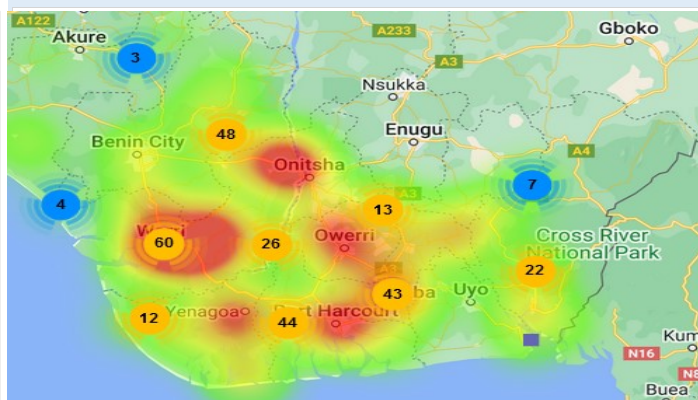 A122
Akure
3
A233
A3
Gboko
Nsukka
48
Benin City
Enugu
A4
Onitsha
4
7
A3
13
60
26
Owerri
Cross River
National Park
A3
22
43
Uyo
12
Yenagoa
44
Port Harcourt
N16
Buea